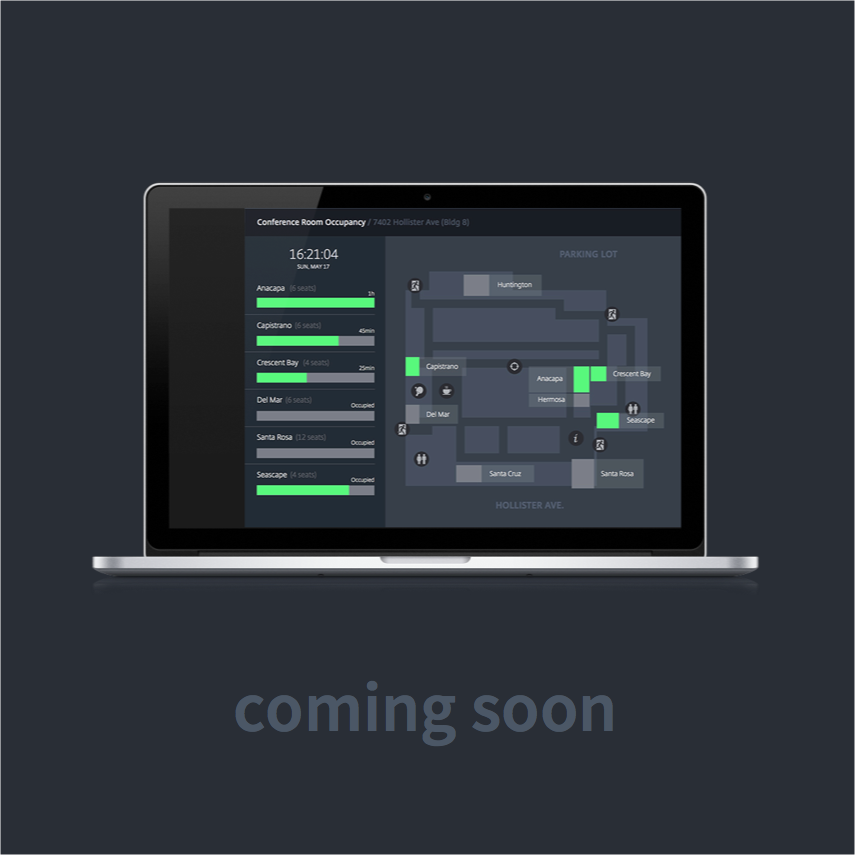 Conference Room Occupancy / 7402 Hollister Ave (Bldg 8)
16:21:04
SUN, MAY 17
Anacapa (6 seats)
1h
Capistrano (6 seats)
45min
Crescent Bay (4 seats)
25min
Del Mar (6 seats)
Occupied
Santa Rosa (12 seats)
Occupied
Seascape (4 seats)
Occupied
PARKING LOT
Huntington
Capistrano
Anacapa
Crescent Bay
Hermosa
Del Mar
Seascape
i
Santa Cruz
Santa Rosa
HOLLISTER AVE.
coming soon